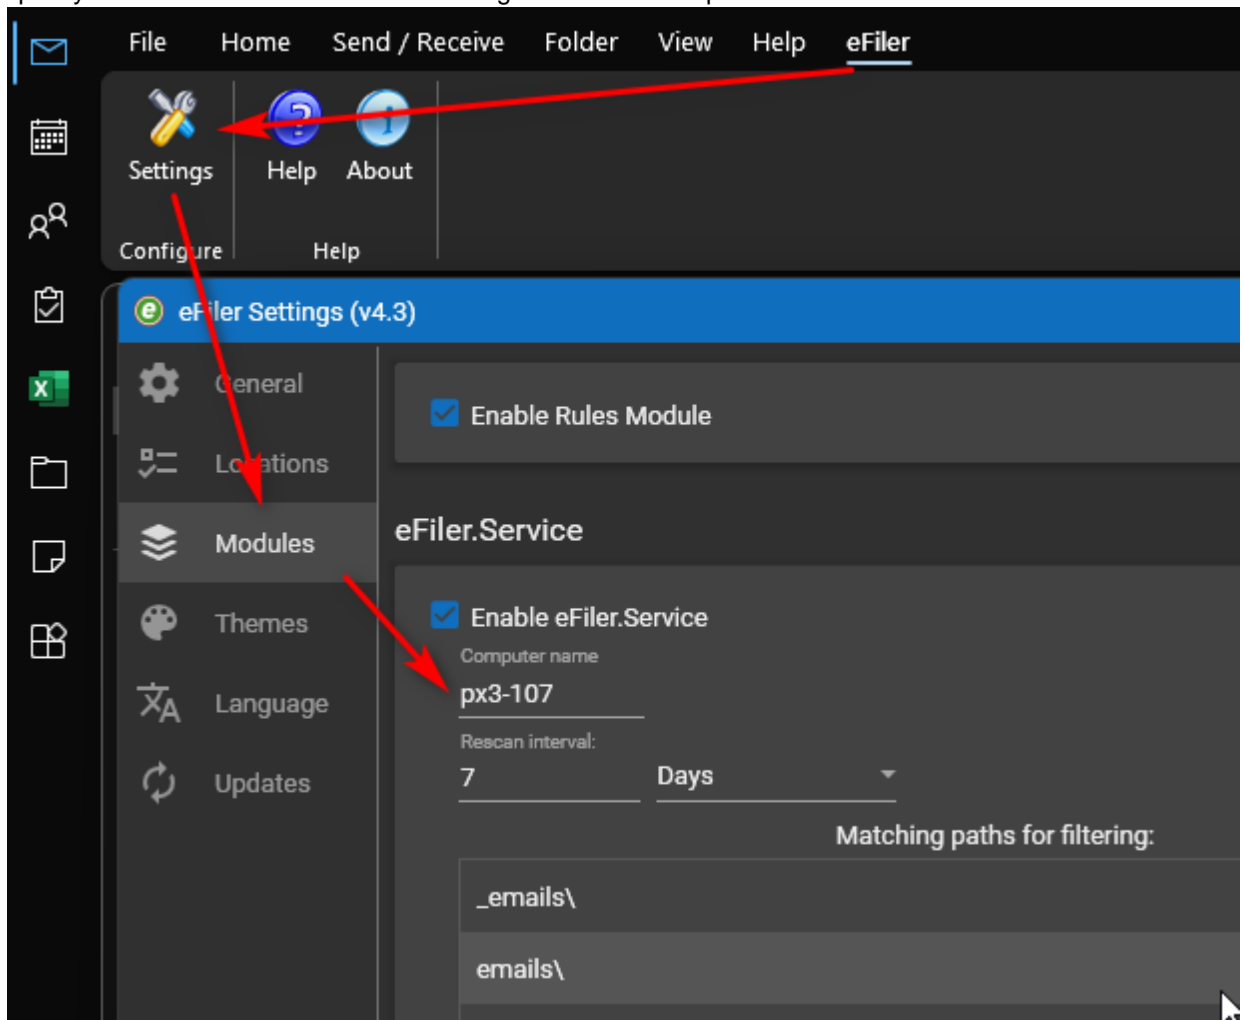 File Home Send / Receive Folder View Help eFiler
Settings Help About
Configure Help
eFiler Settings (v4.3)
General
Enable Rules Module
Locations
eFiler.Service
Modules
Enable eFiler.Service
Themes
Computer name
px3-107
Language
Rescan interval:
7 Days
Updates
Matching paths for filtering:
_emails\
emails\